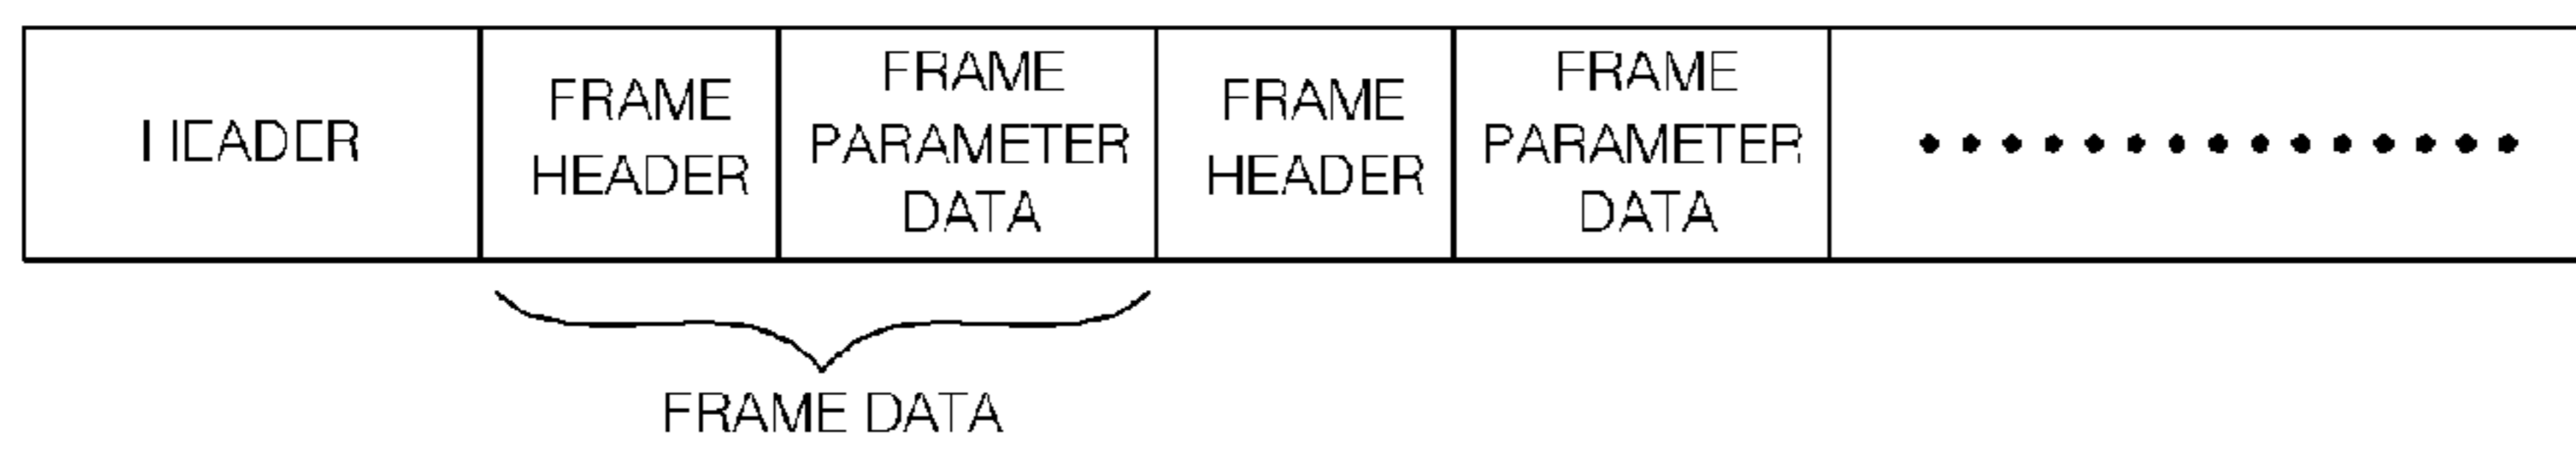 HEADER
FRAME
HEADER
FRAME
PARAMETER
DATA
FRAME
HEADER
FRAME
PARAMETER
DATA
FRAME DATA